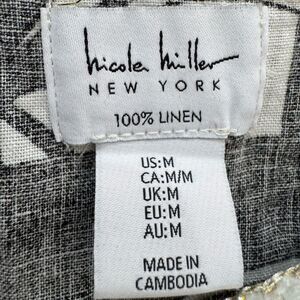 nicole miller
NEW YORK
100% LINEN
US:M
CA:M/M
UK:M
EU:M
AU:M
MADE IN
CAMBODIA